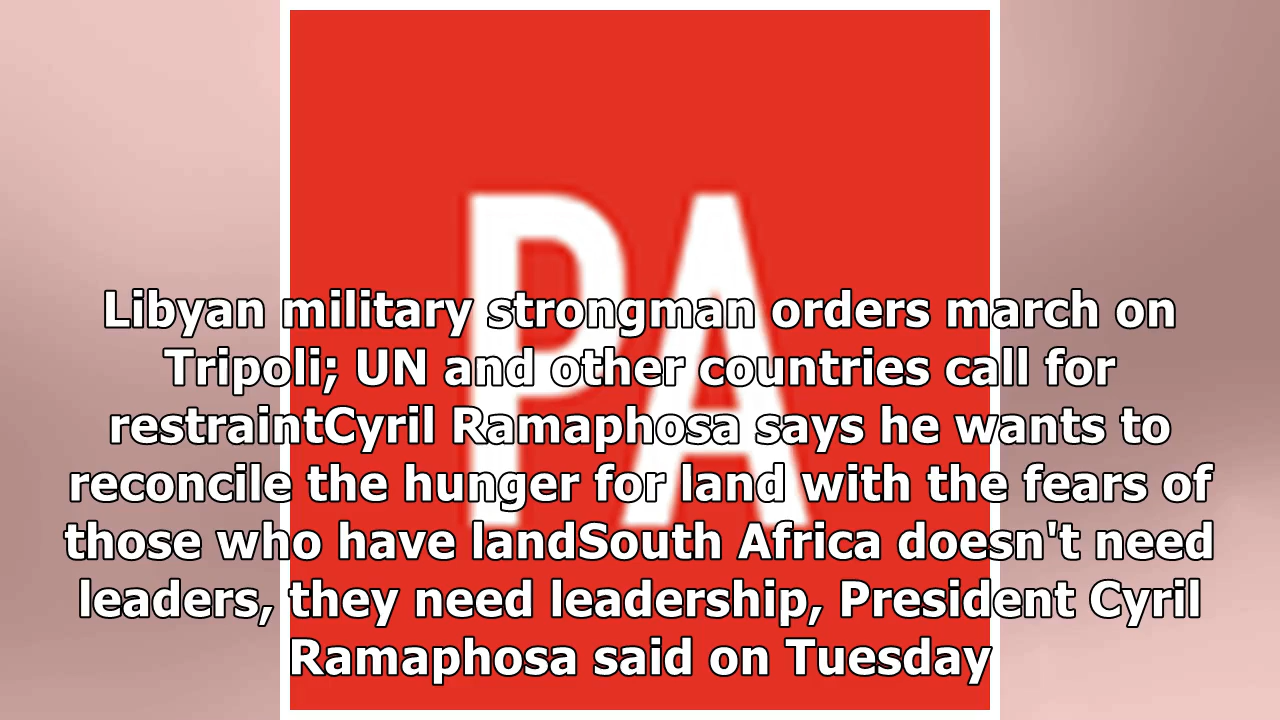 PA
Libyan military strongman orders march on
Tripoli; UN and other countries call for
restraintCyril Ramaphosa says he wants to
reconcile the hunger for land with the fears of
those who have landSouth Africa doesn't need
leaders, they need leadership, President Cyril
Ramaphosa said on Tuesday